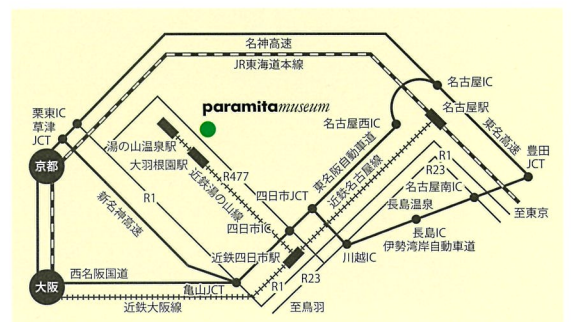 名神高速
JR東海道本線
名古屋IC
名古屋駅
paramitamuseum
栗東IC
草津
JCT
名古屋西IC
東名高速
京都
湯の山温泉駅
大羽根園駅
R477
東名阪自動車道
近鉄名古屋線
R1
R23
豊田
JCT
近鉄湯の山線
四日市JCT
名古屋南IC
R1
新名神高速
長島温泉
至東京
四日市IC
長島IC
川越IC
伊勢湾岸自動車道
近鉄四日市駅
西名阪国道
大阪
亀山JCT
R1
R23
近鉄大阪線
至鳥羽